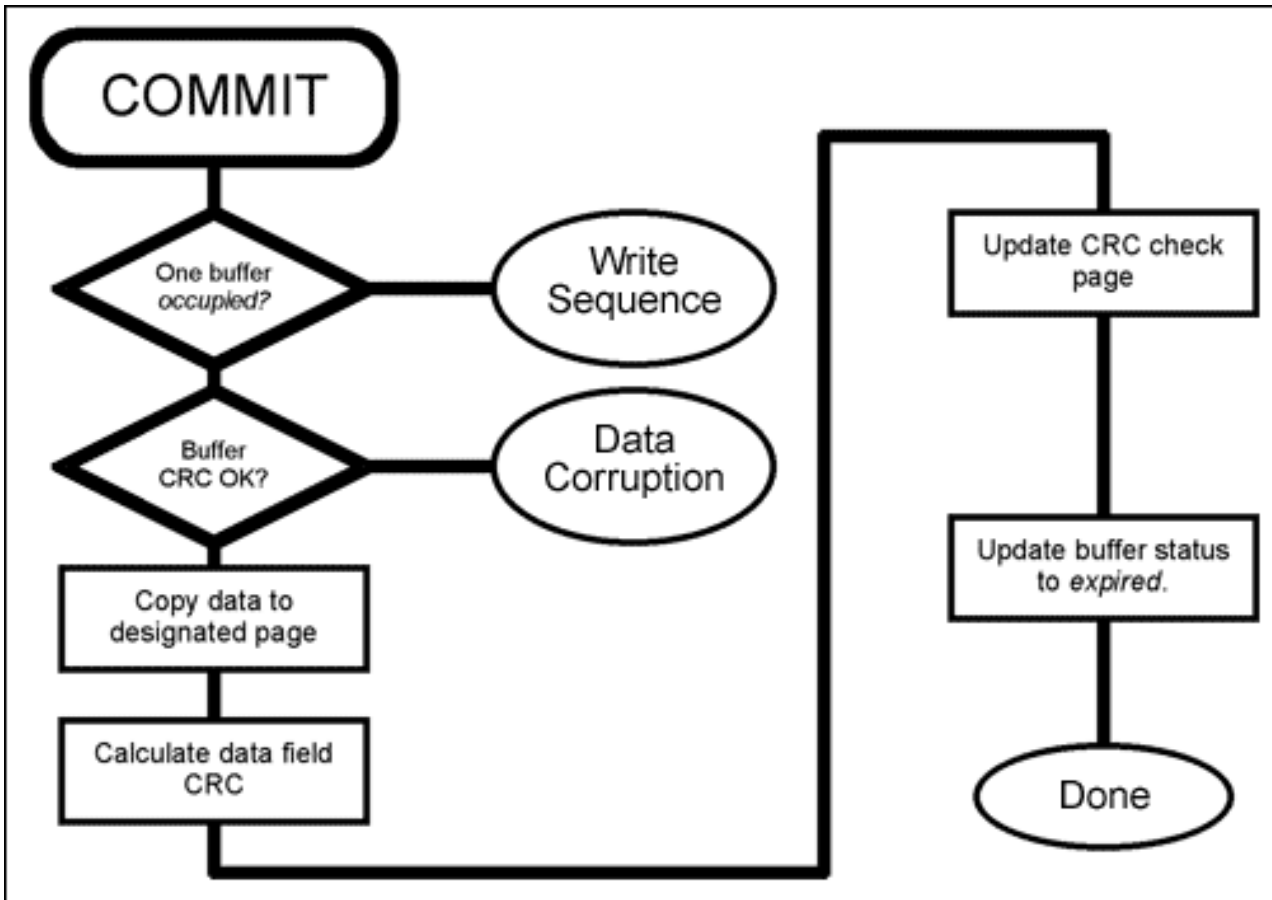 COMMIT
One buffer
occupied?
Write
Sequence
Buffer
CRC OK?
Data
Corruption
Copy data to
designated page
Calculate data field
CRC
Update CRC check
page
Update buffer status
to expired.
Done